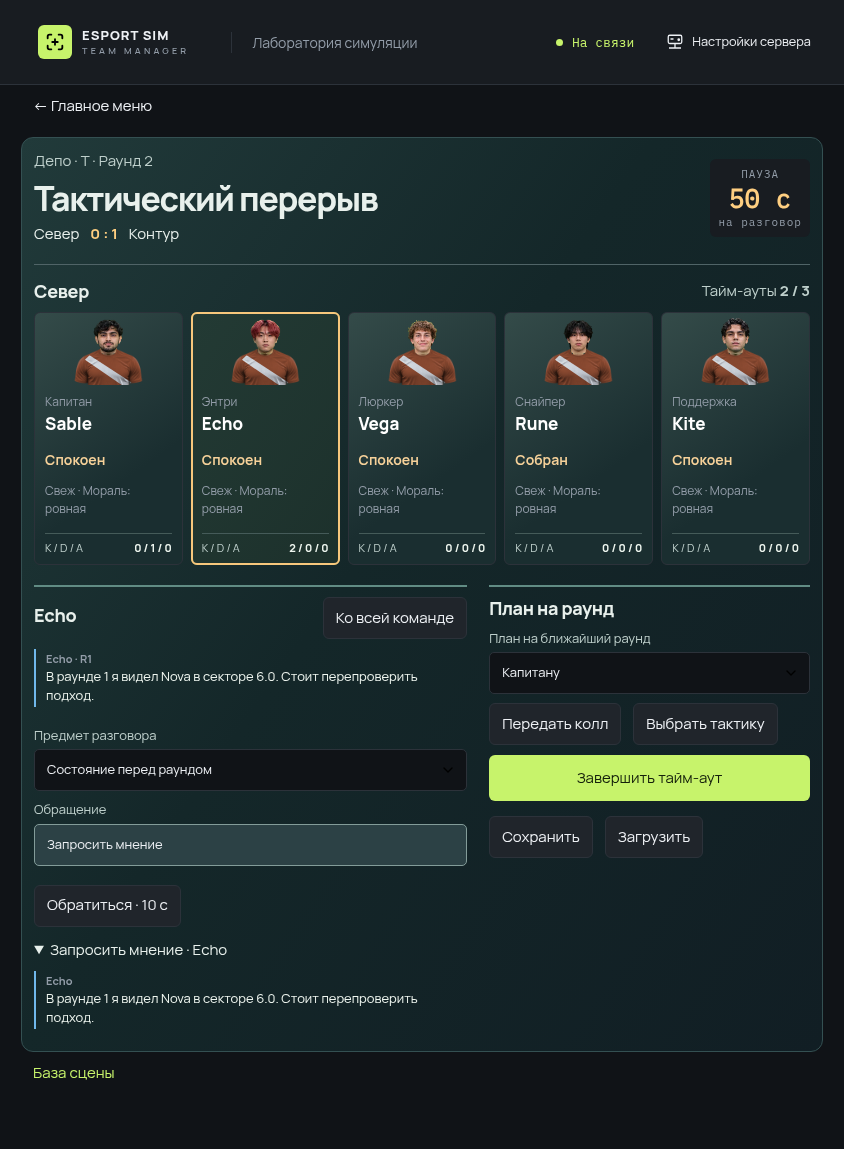 ESPORT SIM
TEAM MANAGER
Лаборатория симуляции
На связи
Настройки сервера
← Главное меню
Депо · T · Раунд 2
Тактический перерыв
Север 0 : 1 Контур
ПАУЗА
50 с
на разговор
Север
Тайм-ауты 2 / 3
Капитан
Sable
Спокоен
Свеж · Мораль:
ровная
K/D/A 0/1/0
Энтри
Echo
Спокоен
Свеж · Мораль:
ровная
K/D/A 2/0/0
Люркер
Vega
Спокоен
Свеж · Мораль:
ровная
K/D/A 0/0/0
Снайпер
Rune
Собран
Свеж · Мораль:
ровная
K/D/A 0/0/0
Поддержка
Kite
Спокоен
Свеж · Мораль:
ровная
K/D/A 0/0/0
Echo
Ко всей команде
Echo · R1
В раунде 1 я видел Nova в секторе 6.0. Стоит перепроверить
подход.
Предмет разговора
Состояние перед раундом
Обращение
Запросить мнение
Обратиться · 10 с
▼ Запросить мнение · Echo
Echo
В раунде 1 я видел Nova в секторе 6.0. Стоит перепроверить
подход.
План на раунд
План на ближайший раунд
Капитану
Передать колл
Выбрать тактику
Завершить тайм-аут
Сохранить
Загрузить
База сцены